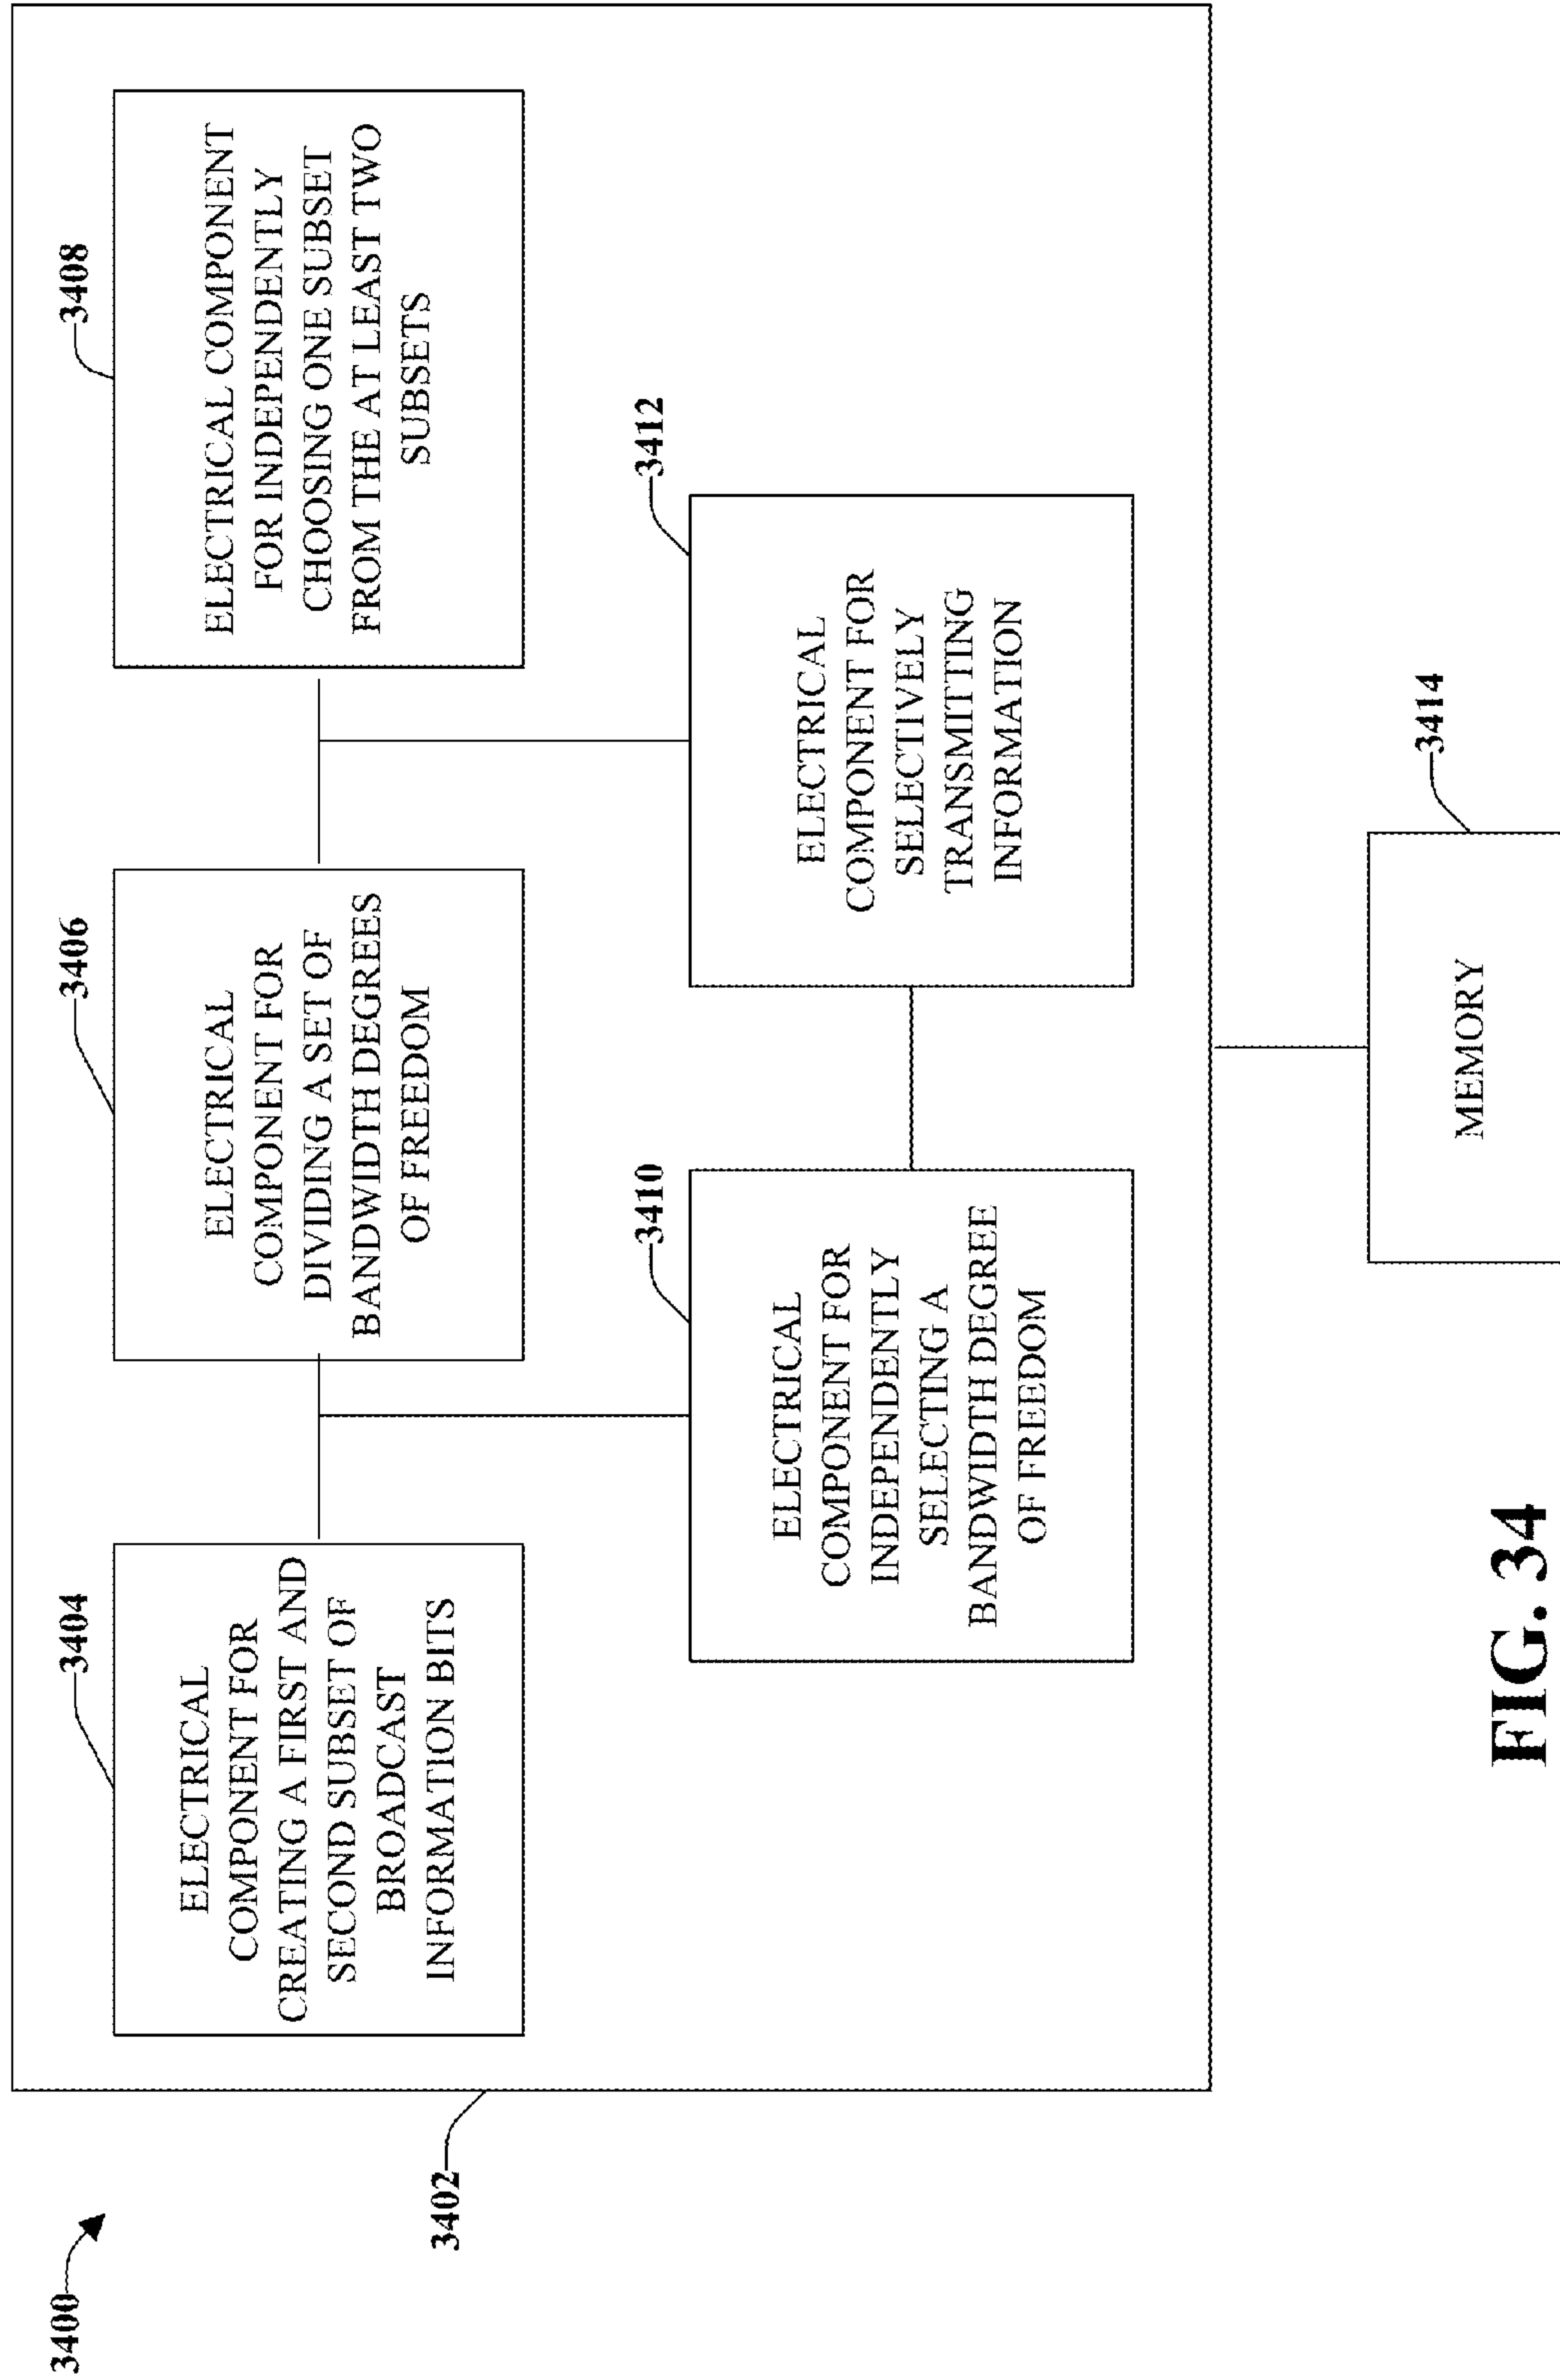 3400
3402
3404
ELECTRICAL
COMPONENT FOR
CREATING A FIRST AND
SECOND SUBSET OF
BROADCAST
INFORMATION BITS
3406
ELECTRICAL
COMPONENT FOR
DIVIDING A SET OF
BANDWIDTH DEGREES
OF FREEDOM
3408
ELECTRICAL COMPONENT
FOR INDEPENDENTLY
CHOOSING ONE SUBSET
FROM THE AT LEAST TWO
SUBSETS
3410
ELECTRICAL
COMPONENT FOR
INDEPENDENTLY
SELECTING A
BANDWIDTH DEGREE
OF FREEDOM
3412
ELECTRICAL
COMPONENT FOR
SELECTIVELY
TRANSMITTING
INFORMATION
3414
MEMORY
FIG. 34